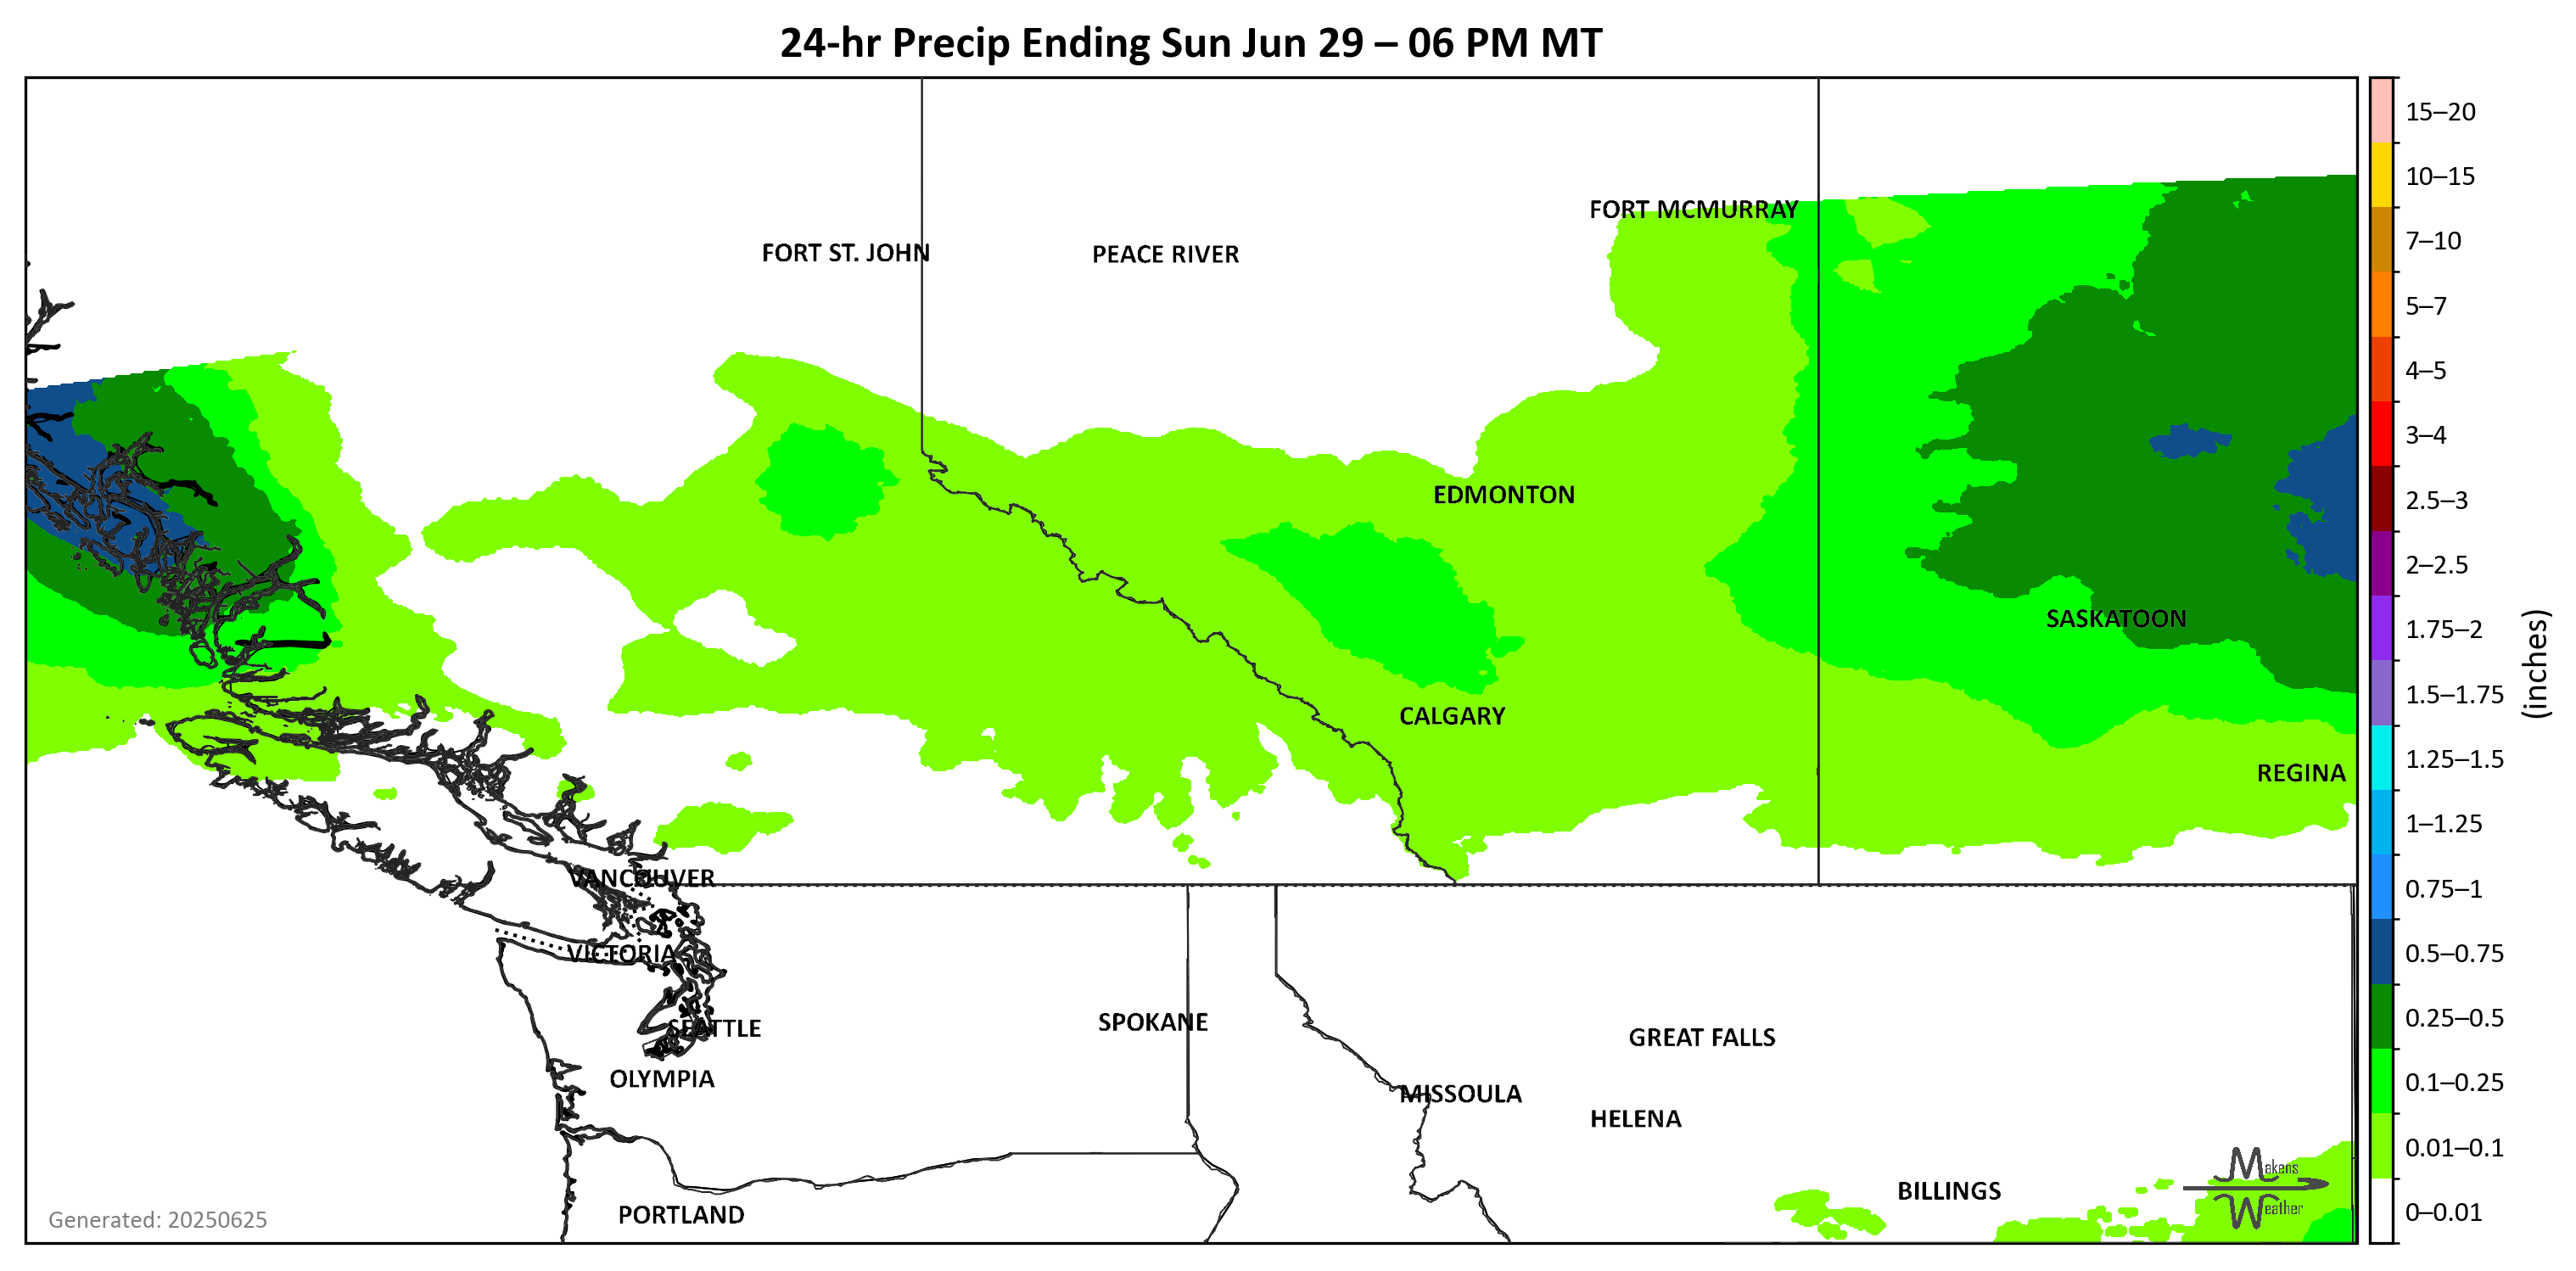 24-hr Precip Ending Sun Jun 29 – 06 PM MT
15–20
10–15
7–10
5–7
4–5
3–4
2.5–3
2–2.5
1.75–2
1.5–1.75
1.25–1.5
1–1.25
0.75–1
0.5–0.75
0.25–0.5
0.1–0.25
0.01–0.1
0–0.01
(inches)
FORT MCMURRAY
FORT ST. JOHN
PEACE RIVER
EDMONTON
SASKATOON
CALGARY
REGINA
VANCOUVER
VICTORIA
SEATTLE
SPOKANE
GREAT FALLS
OLYMPIA
MISSOULA
HELENA
BILLINGS
PORTLAND
Makens
Weather
Generated: 20250625